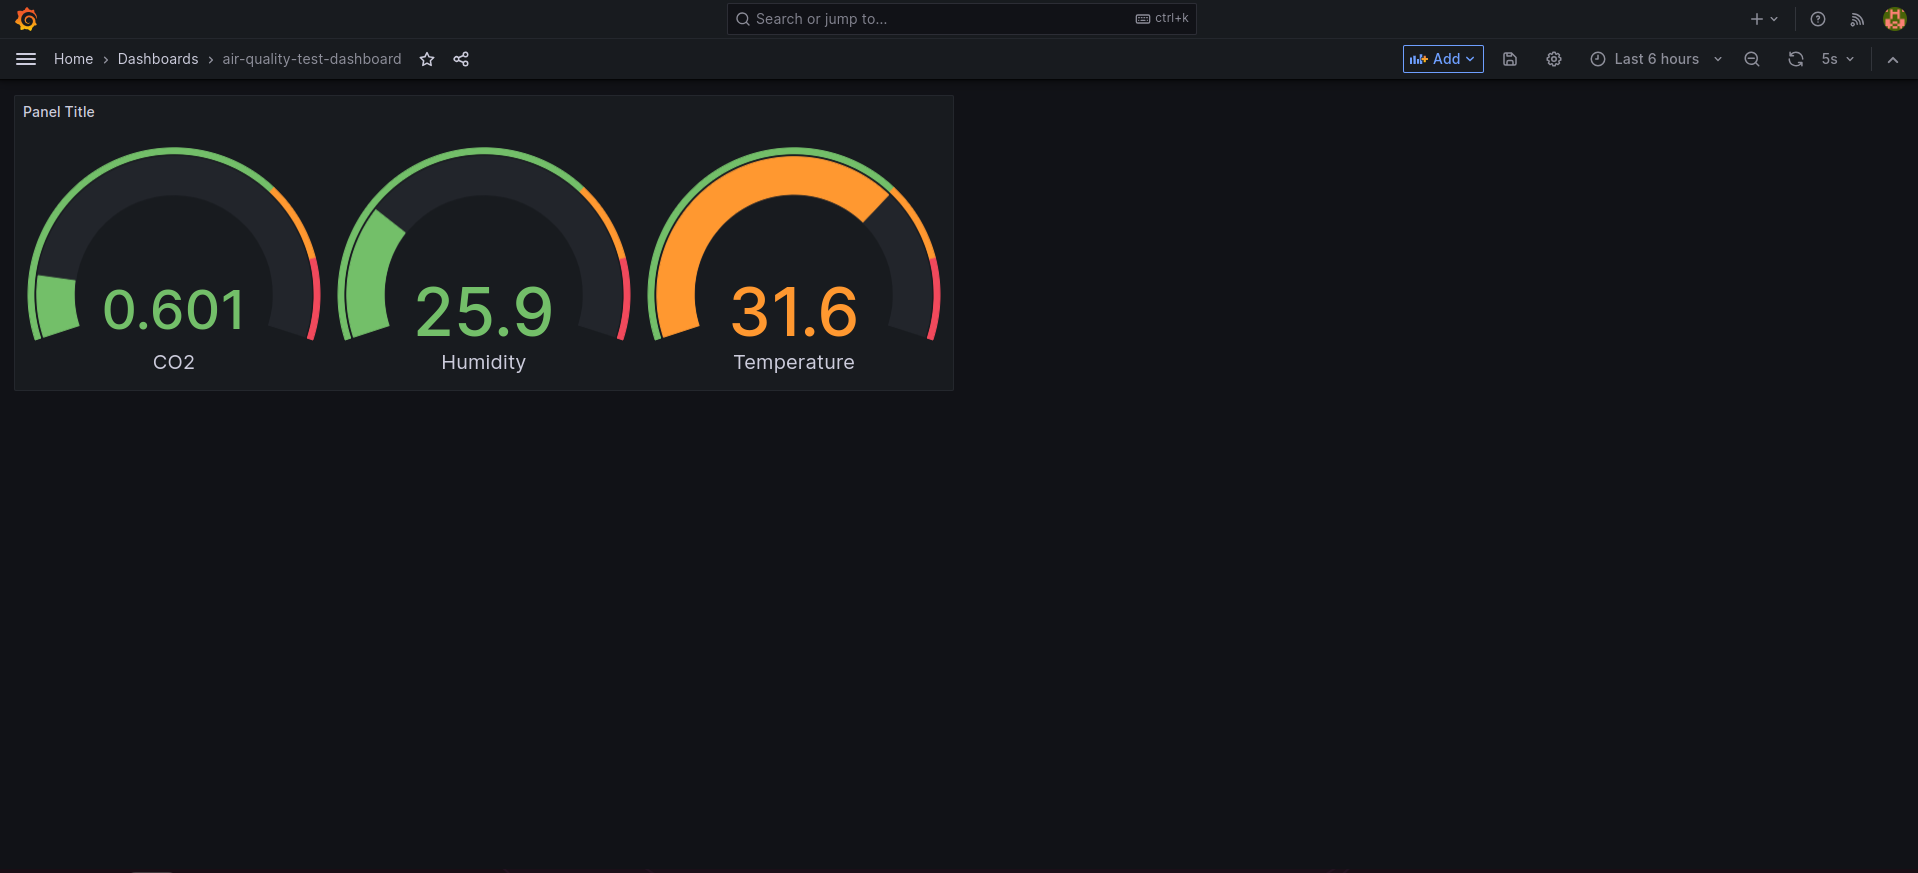 Search or jump to...
ctrl+k
Home › Dashboards › air-quality-test-dashboard
Add
Last 6 hours
5s
Panel Title
0.601
CO2
25.9
Humidity
31.6
Temperature